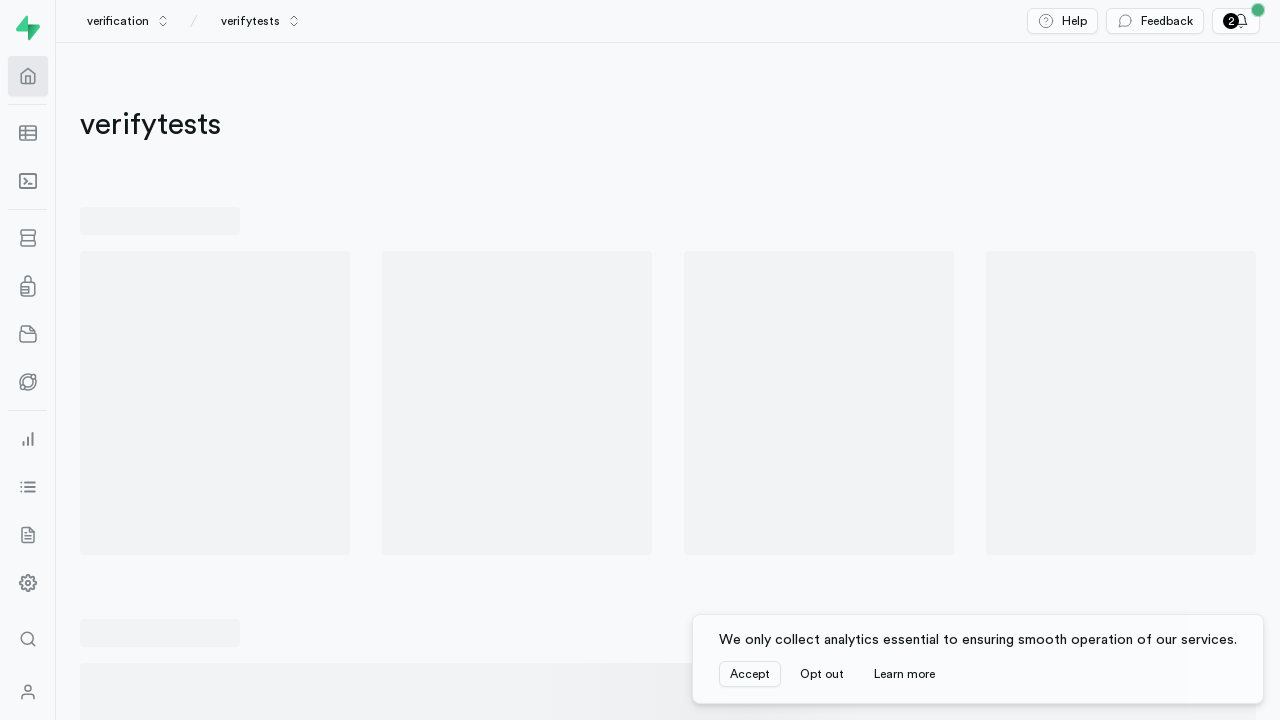 verification / verifytests
Help
Feedback
2
verifytests
We only collect analytics essential to ensuring smooth operation of our services.
Accept
Opt out
Learn more